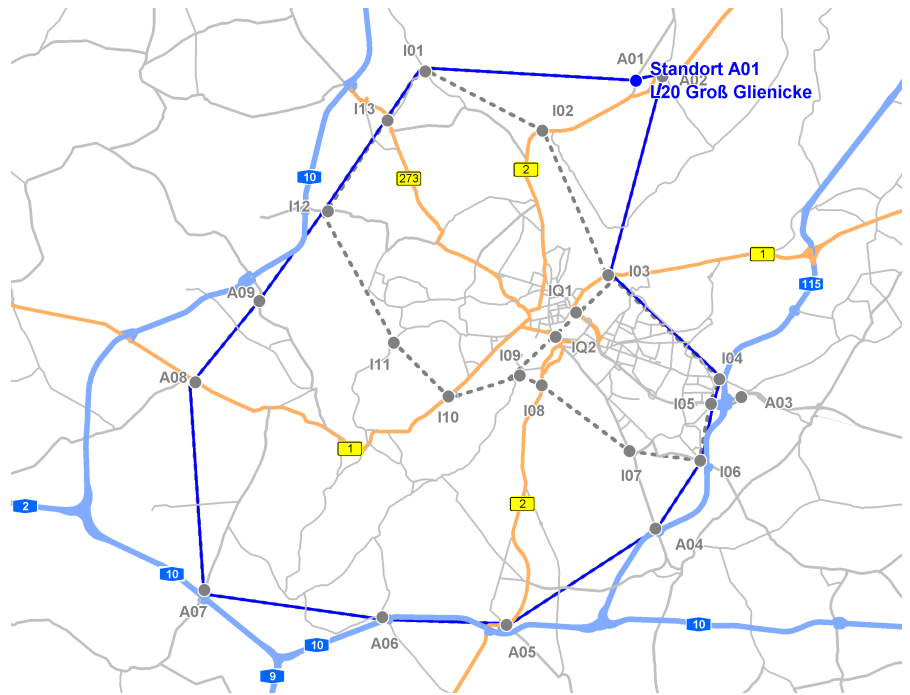 I01
A01
Standort A01
A02
L20 Groß Glienicke
I13
I02
2
273
10
I12
1
I03
115
A09
IQ1
IQ2
I11
I09
I04
A08
I10
I08
I05
A03
1
I07
I06
2
2
A04
10
A07
10
A06
A05
10
9